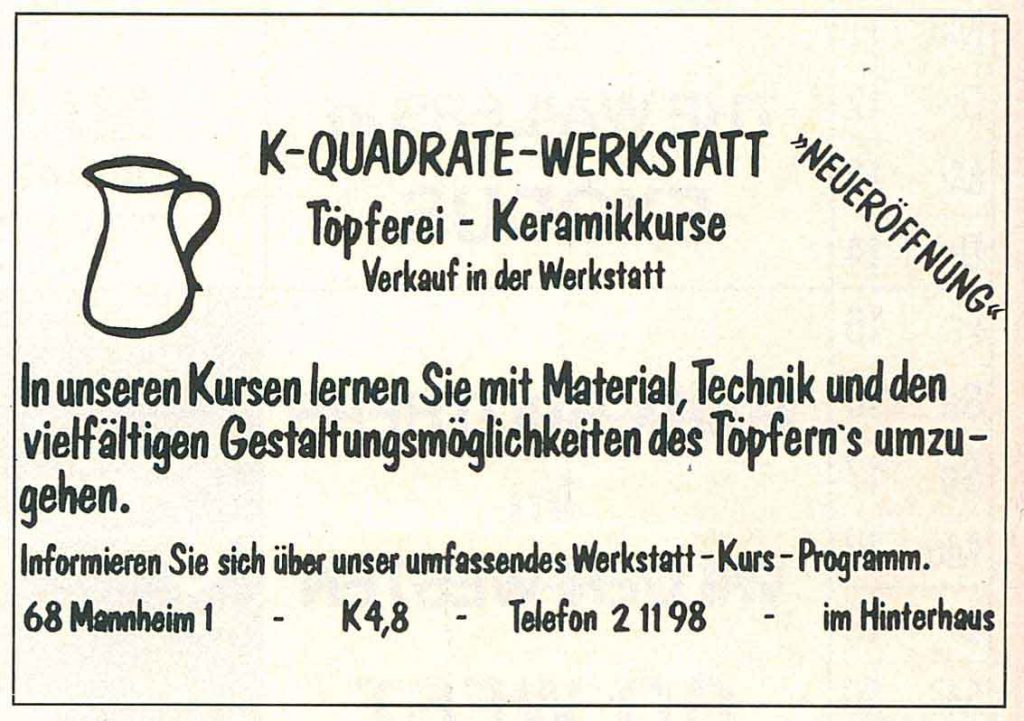 K-QUADRATE-WERKSTATT
»NEUERÖFFNUNG«
Töpferei - Keramikkurse
Verkauf in der Werkstatt
In unseren Kursen lernen Sie mit Material, Technik und den
vielfältigen Gestaltungsmöglichkeiten des Töpfern's umzu-
gehen.
Informieren Sie sich über unser umfassendes Werkstatt-Kurs-Programm.
68 Mannheim 1 - K4,8 - Telefon 2 11 98 - im Hinterhaus